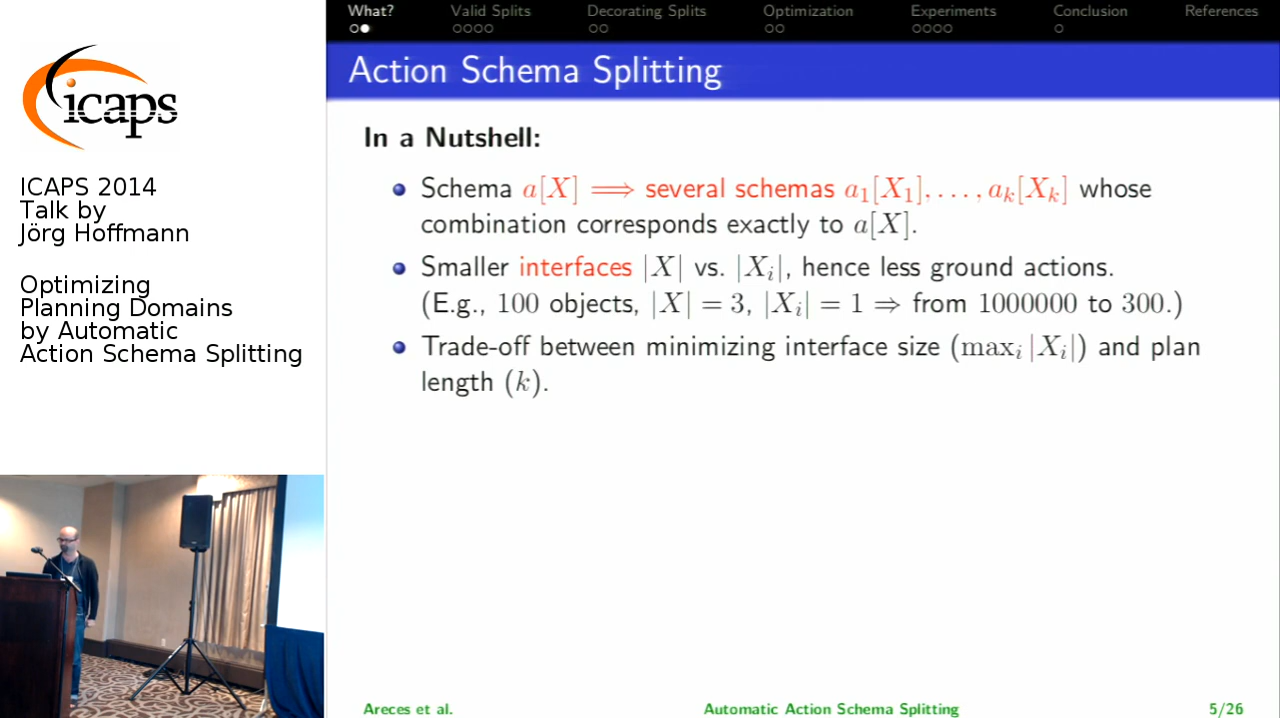 icaps
ICAPS 2014
Talk by
Jörg Hoffmann
Optimizing
Planning Domains
by Automatic
Action Schema Splitting
What? Valid Splits Decorating Splits Optimization Experiments Conclusion References
Action Schema Splitting
In a Nutshell:
Schema a[X] ⟹ several schemas a₁[X₁], . . . , aₖ[Xₖ] whose
combination corresponds exactly to a[X].
Smaller interfaces |X| vs. |Xᵢ|, hence less ground actions.
(E.g., 100 objects, |X| = 3, |Xᵢ| = 1 ⇒ from 1000000 to 300.)
Trade-off between minimizing interface size (maxᵢ |Xᵢ|) and plan
length (k).
Areces et al. Automatic Action Schema Splitting 5/26